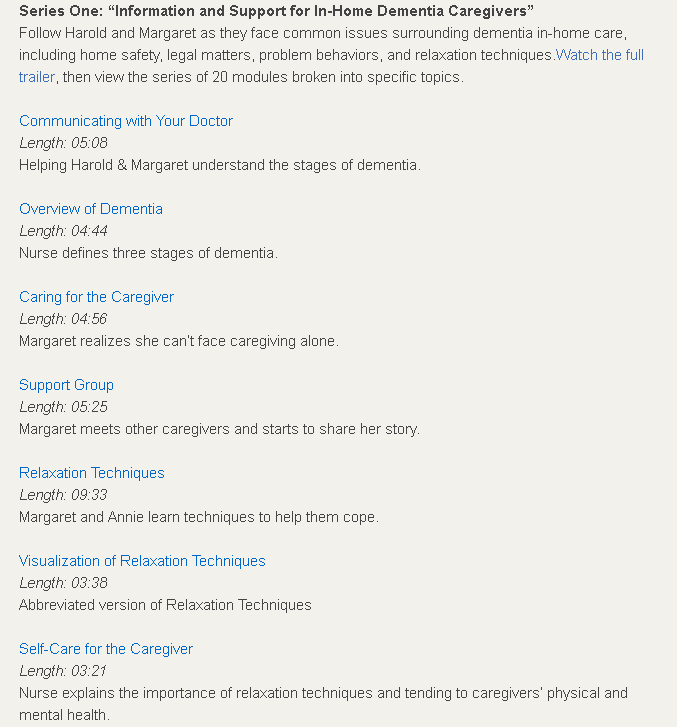 Series One: “Information and Support for In-Home Dementia Caregivers”
Follow Harold and Margaret as they face common issues surrounding dementia in-home care,
including home safety, legal matters, problem behaviors, and relaxation techniques.Watch the full
trailer, then view the series of 20 modules broken into specific topics.
Communicating with Your Doctor
Length: 05:08
Helping Harold & Margaret understand the stages of dementia.
Overview of Dementia
Length: 04:44
Nurse defines three stages of dementia.
Caring for the Caregiver
Length: 04:56
Margaret realizes she can't face caregiving alone.
Support Group
Length: 05:25
Margaret meets other caregivers and starts to share her story.
Relaxation Techniques
Length: 09:33
Margaret and Annie learn techniques to help them cope.
Visualization of Relaxation Techniques
Length: 03:38
Abbreviated version of Relaxation Techniques
Self-Care for the Caregiver
Length: 03:21
Nurse explains the importance of relaxation techniques and tending to caregivers' physical and
mental health.